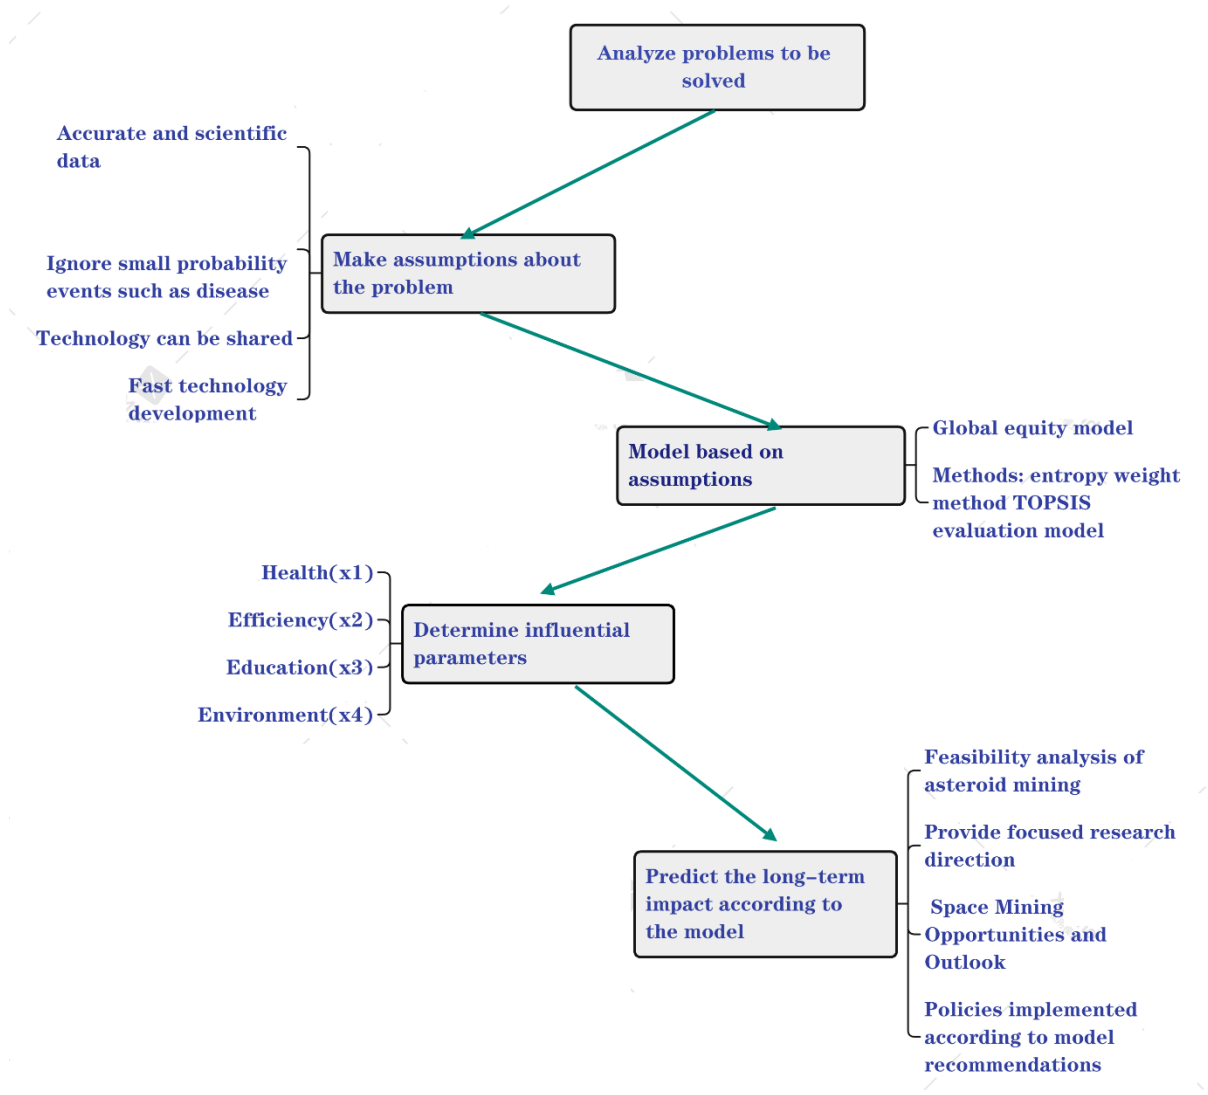 Analyze problems to be
solved
Accurate and scientific
data
Ignore small probability
events such as disease
Technology can be shared
Fast technology
development
Make assumptions about
the problem
Model based on
assumptions
Global equity model
Methods: entropy weight
method TOPSIS
evaluation model
Health(x1)
Efficiency(x2)
Education(x3)
Environment(x4)
Determine influential
parameters
Predict the long-term
impact according to
the model
Feasibility analysis of
asteroid mining
Provide focused research
direction
Space Mining
Opportunities and
Outlook
Policies implemented
according to model
recommendations